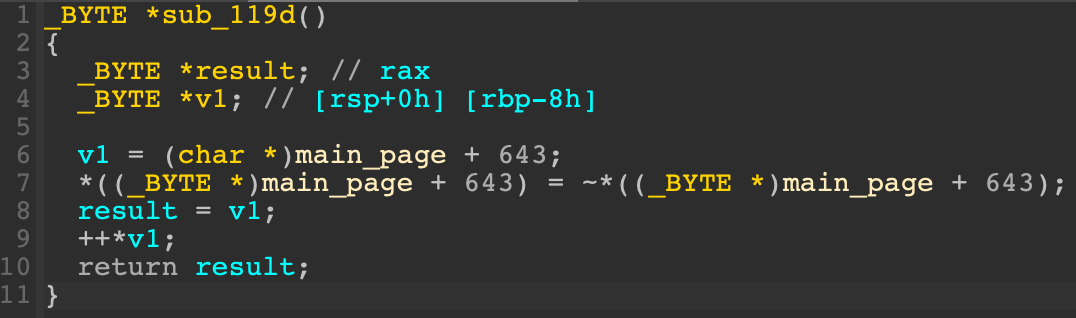 1 _BYTE *sub_119d()
2 {
3 _BYTE *result; // rax
4 _BYTE *v1; // [rsp+0h] [rbp-8h]
5
6 v1 = (char *)main_page + 643;
7 *((_BYTE *)main_page + 643) = ~*((_BYTE *)main_page + 643);
8 result = v1;
9 ++*v1;
10 return result;
11 }